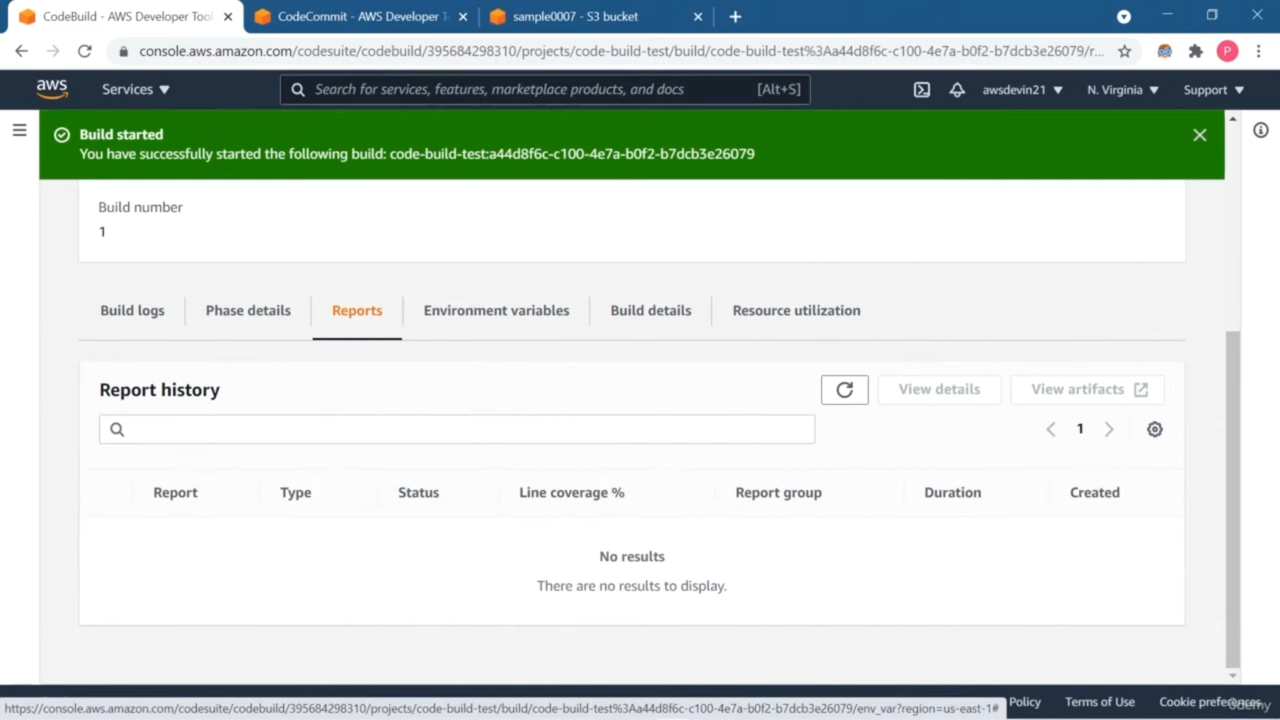 CodeBuild - AWS Developer Tool
CodeCommit - AWS Developer T
sample0007 - S3 bucket
console.aws.amazon.com/codesuite/codebuild/395684298310/projects/code-build-test/build/code-build-test%3Aa44d8f6c-c100-4e7a-b0f2-b7dcb3e26079/r...
P
aws
Services ▼
Search for services, features, marketplace products, and docs [Alt+S]
awsdevin21 ▼
N. Virginia ▼
Support ▼
Build started
You have successfully started the following build: code-build-test:a44d8f6c-c100-4e7a-b0f2-b7dcb3e26079
Build number
1
Build logs
Phase details
Reports
Environment variables
Build details
Resource utilization
Report history
View details
View artifacts
1
Report
Type
Status
Line coverage %
Report group
Duration
Created
No results
There are no results to display.
https://console.aws.amazon.com/codesuite/codebuild/395684298310/projects/code-build-test/build/code-build-test%3Aa44d8f6c-c100-4e7a-b0f2-b7dcb3e26079/env_var?region=us-east-1#
Policy
Terms of Use
Cookie preferences
Udemy